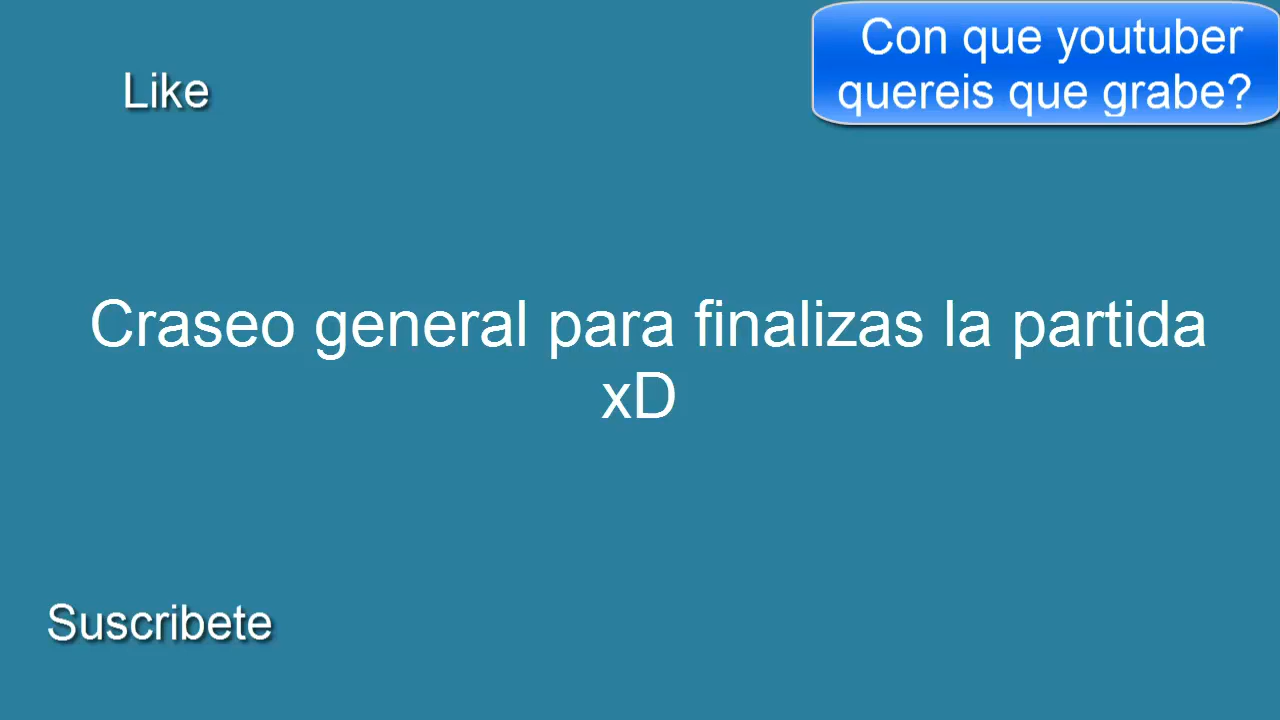 Con que youtuber
quereis que grabe?
Like
Craseo general para finalizas la partida
xD
Suscribete